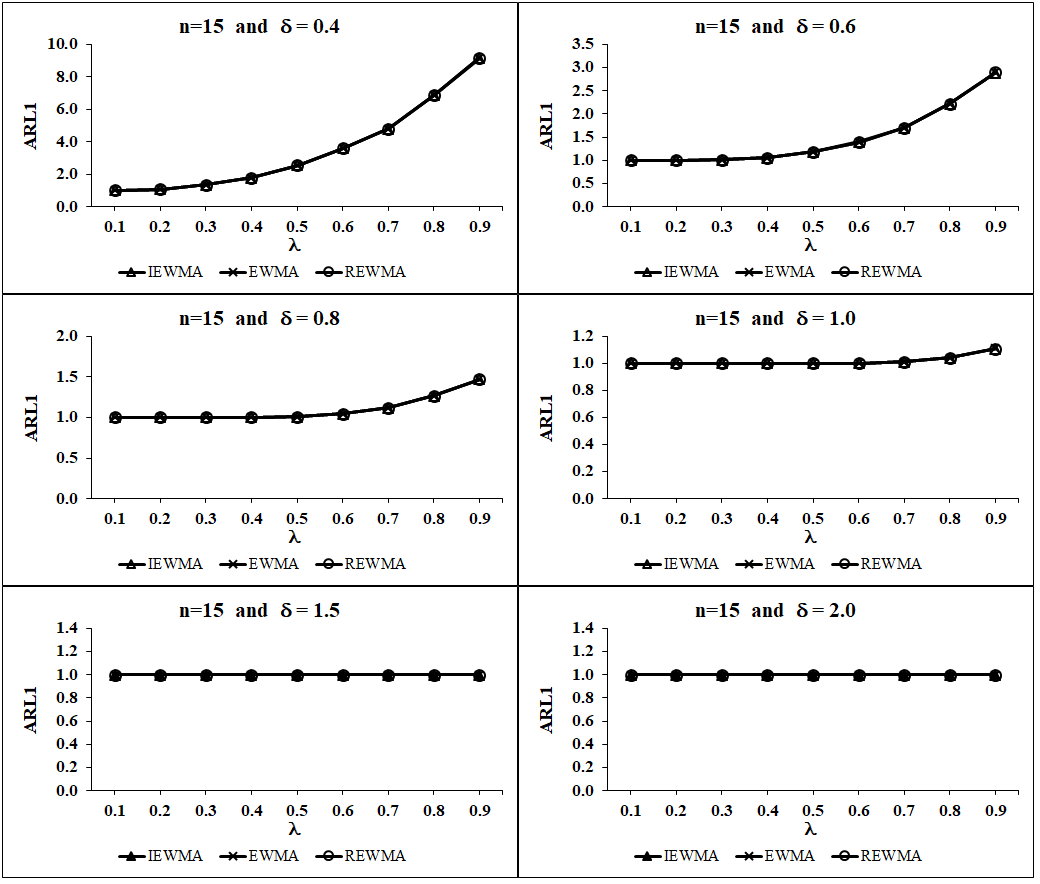 n=15 and δ = 0.4
10.0
8.0
6.0
4.0
2.0
0.0
ARL1
0.1 0.2 0.3 0.4 0.5 0.6 0.7 0.8 0.9
λ
IEWMA EWMA REWMA
n=15 and δ = 0.6
3.5
3.0
2.5
2.0
1.5
1.0
0.5
0.0
ARL1
0.1 0.2 0.3 0.4 0.5 0.6 0.7 0.8 0.9
λ
IEWMA EWMA REWMA
n=15 and δ = 0.8
2.0
1.5
1.0
0.5
0.0
ARL1
0.1 0.2 0.3 0.4 0.5 0.6 0.7 0.8 0.9
λ
IEWMA EWMA REWMA
n=15 and δ = 1.0
1.2
1.0
0.8
0.6
0.4
0.2
0.0
ARL1
0.1 0.2 0.3 0.4 0.5 0.6 0.7 0.8 0.9
λ
IEWMA EWMA REWMA
n=15 and δ = 1.5
1.4
1.2
1.0
0.8
0.6
0.4
0.2
0.0
ARL1
0.1 0.2 0.3 0.4 0.5 0.6 0.7 0.8 0.9
λ
IEWMA EWMA REWMA
n=15 and δ = 2.0
1.4
1.2
1.0
0.8
0.6
0.4
0.2
0.0
ARL1
0.1 0.2 0.3 0.4 0.5 0.6 0.7 0.8 0.9
λ
IEWMA EWMA REWMA